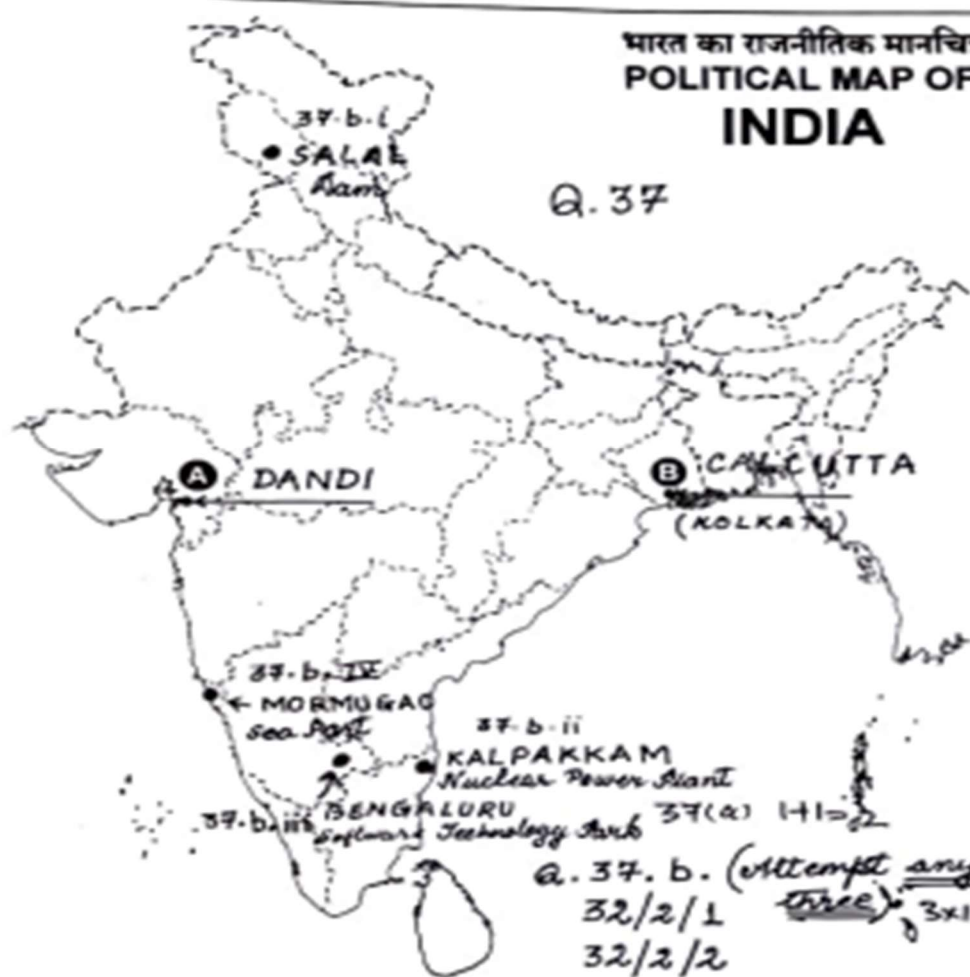 भारत का राजनीतिक मानचि
POLITICAL MAP OF
INDIA
Q. 37
37-b-i
SALAL
Dam
A DANDI
B CALCUTTA
(KOLKATA)
37-b-IV
← MORMUGAO
Sea Port
37-b-ii
KALPAKKAM
Nuclear Power Plant
37-b-iii BENGALURU
Software Technology Park
37(a) 1+1=2
Q. 37. b. (Attempt any
three) 3x1
32/2/1
32/2/2